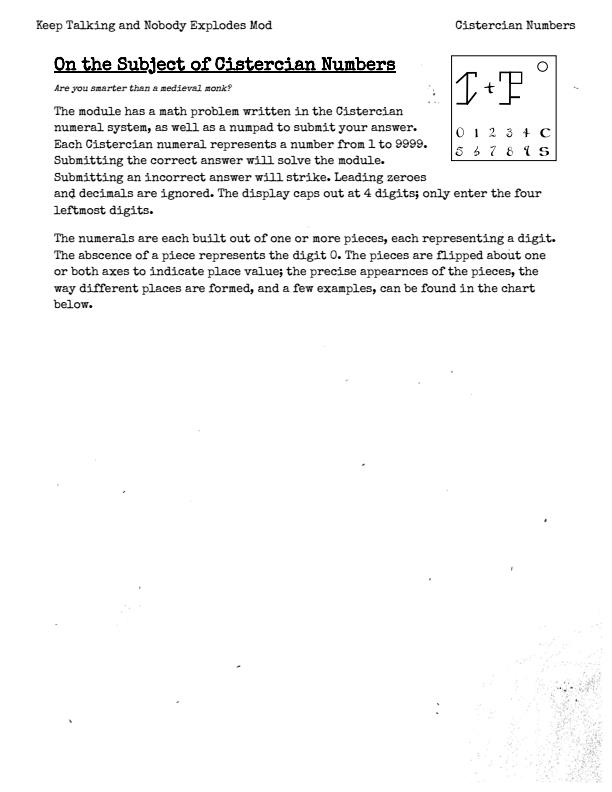 Keep Talking and Nobody Explodes Mod
Cistercian Numbers
On the Subject of Cistercian Numbers
Are you smarter than a medieval monk?
The module has a math problem written in the Cistercian
numeral system, as well as a numpad to submit your answer.
Each Cistercian numeral represents a number from 1 to 9999.
Submitting the correct answer will solve the module.
Submitting an incorrect answer will strike. Leading zeroes
and decimals are ignored. The display caps out at 4 digits; only enter the four
leftmost digits.
+
0 1 2 3 4 C
5 6 7 8 9 S
The numerals are each built out of one or more pieces, each representing a digit.
The abscence of a piece represents the digit 0. The pieces are flipped about one
or both axes to indicate place value; the precise appearnces of the pieces, the
way different places are formed, and a few examples, can be found in the chart
below.